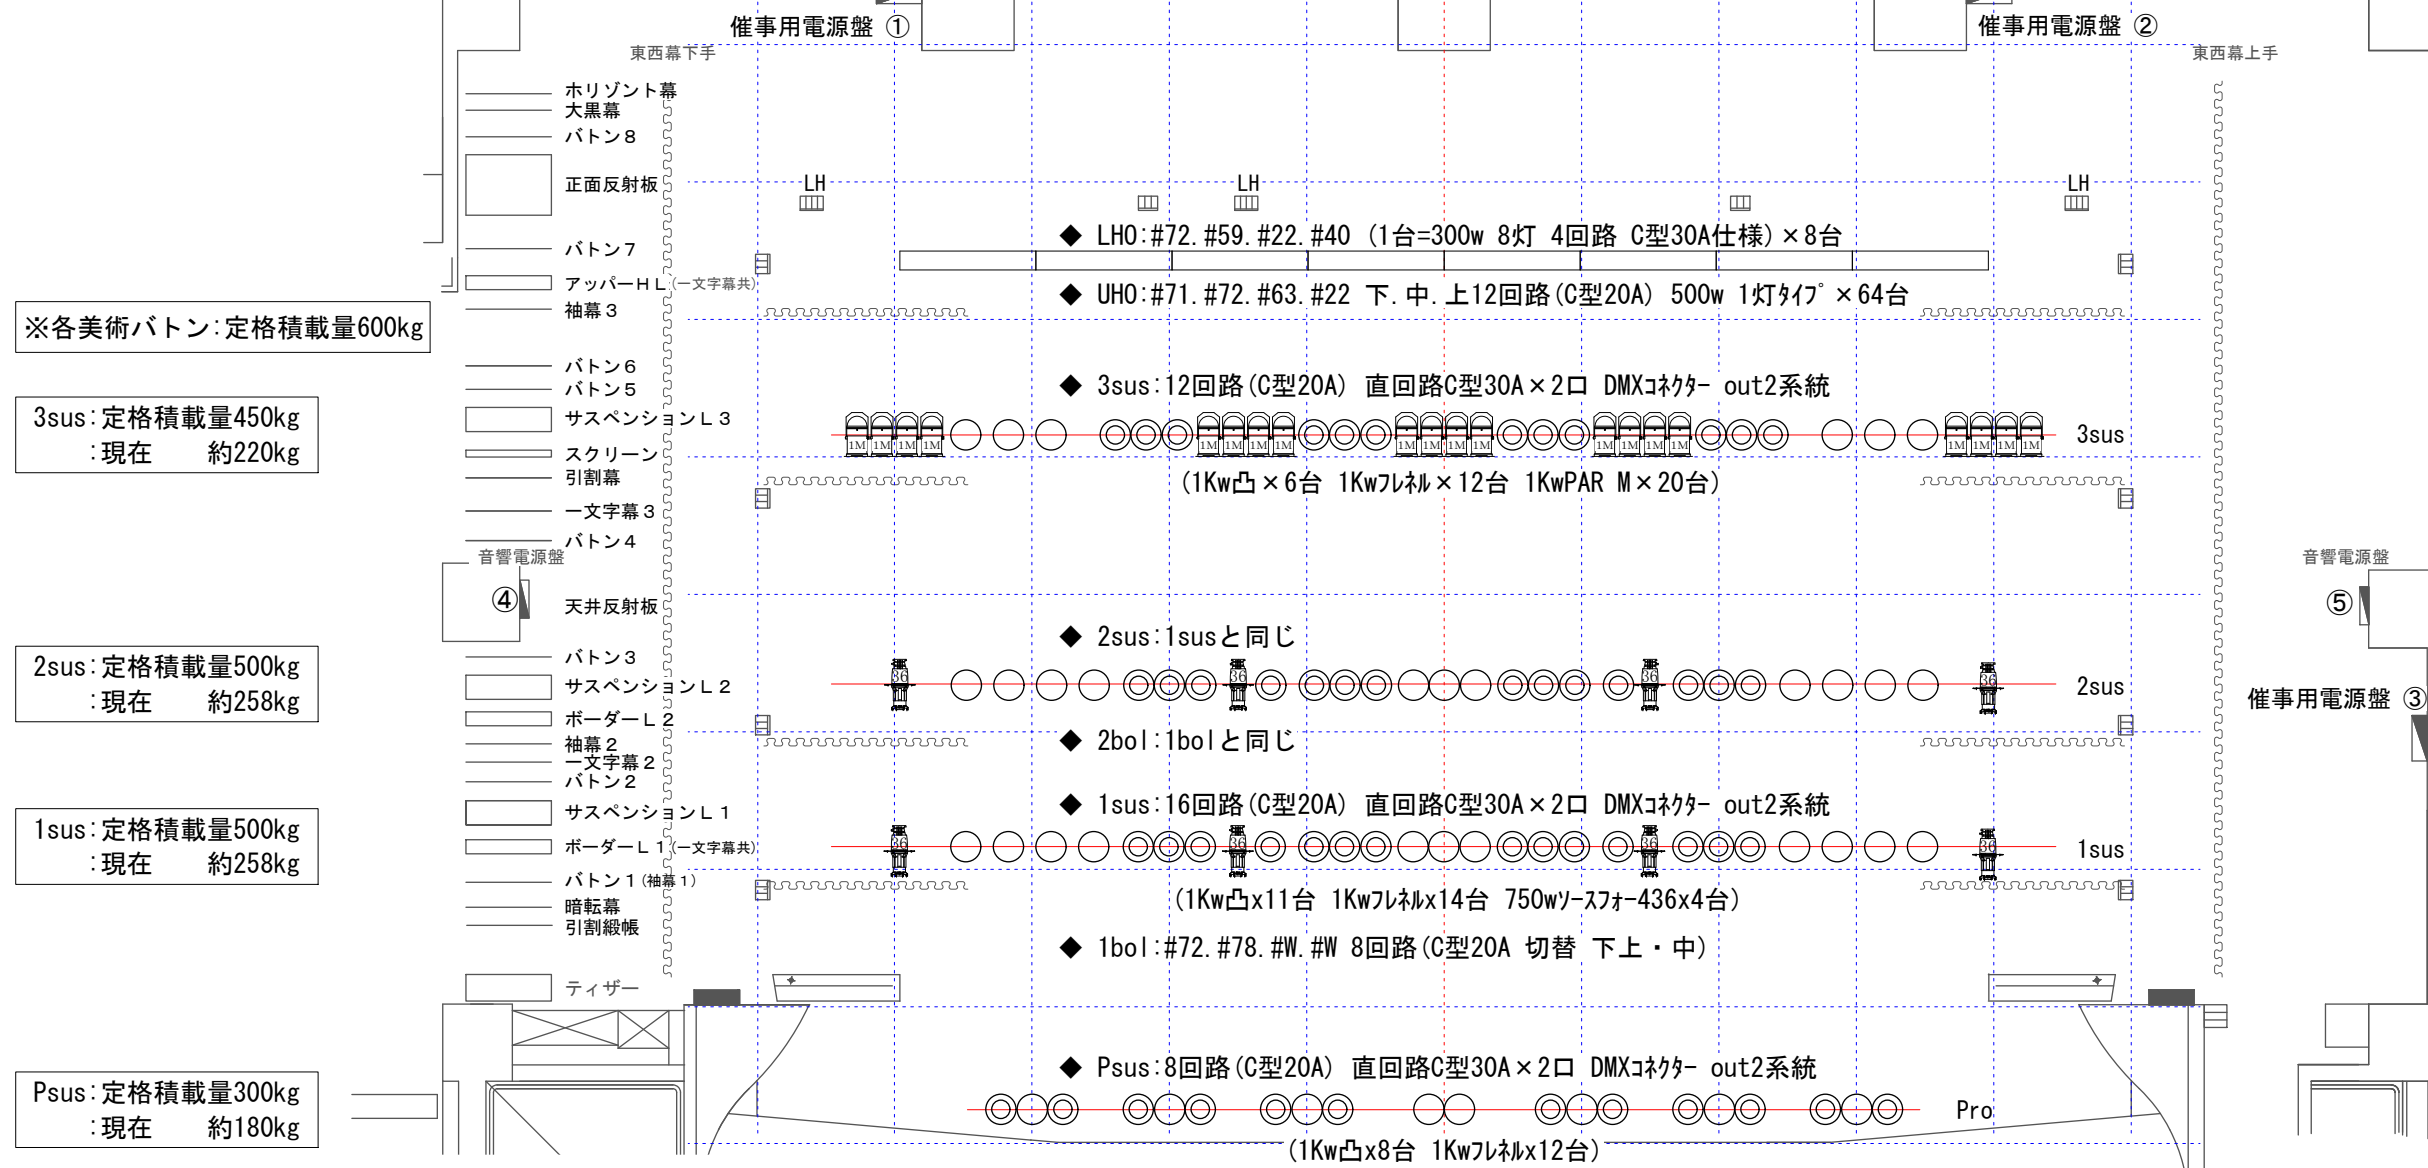 催事用電源盤 ①
催事用電源盤 ②
東西幕下手
東西幕上手
ホリゾント幕
大黒幕
バトン８
正面反射板
LH
LH
LH
◆ LHO:#72.#59.#22.#40 (1台=300w 8灯 4回路 C型30A仕様)×8台
バトン７
アッパーＨＬ(一文字幕共)
◆ UHO:#71.#72.#63.#22 下.中.上12回路(C型20A) 500w 1灯ﾀｲﾌﾟ×64台
袖幕３
※各美術バトン:定格積載量600kg
バトン６
バトン５
◆ 3sus:12回路(C型20A) 直回路C型30A×2口 DMXｺﾈｸﾀｰ out2系統
3sus:定格積載量450kg
:現在 約220kg
サスペンションＬ３
1M 1M 1M 1M 1M 1M 1M 1M 1M 1M 1M 1M 1M 1M 1M 1M 1M 1M 1M 1M
3sus
スクリーン
引割幕
(1Kw凸×6台 1Kwﾌﾚﾈﾙ×12台 1KwPAR M×20台)
一文字幕３
バトン４
音響電源盤
音響電源盤
④
⑤
天井反射板
◆ 2sus:1susと同じ
2sus:定格積載量500kg
:現在 約258kg
バトン３
サスペンションＬ２
36 36 36 36
2sus
催事用電源盤 ③
ボーダーＬ２
袖幕２
◆ 2bol:1bolと同じ
一文字幕２
バトン２
◆ 1sus:16回路(C型20A) 直回路C型30A×2口 DMXｺﾈｸﾀｰ out2系統
サスペンションＬ１
1sus:定格積載量500kg
:現在 約258kg
ボーダーＬ１(一文字幕共)
36 36 36 36
1sus
バトン１(袖幕１)
(1Kw凸x11台 1Kwﾌﾚﾈﾙx14台 750wｿｰｽﾌｫｰ436x4台)
暗転幕
引割緞帳
◆ 1bol:#72.#78.#W.#W 8回路(C型20A 切替 下上・中)
ティザー
◆ Psus:8回路(C型20A) 直回路C型30A×2口 DMXｺﾈｸﾀｰ out2系統
Psus:定格積載量300kg
:現在 約180kg
Pro
(1Kw凸x8台 1Kwﾌﾚﾈﾙx12台)